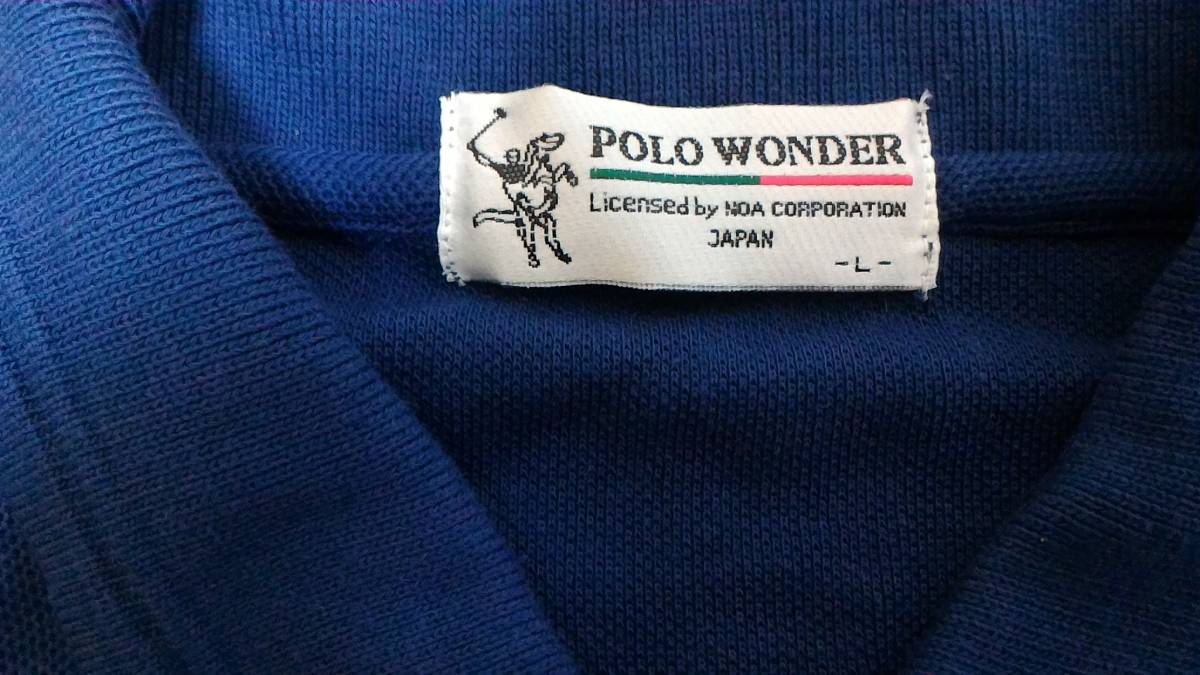 POLO WONDER
Licensed by NOA CORPORATION
JAPAN
-L-